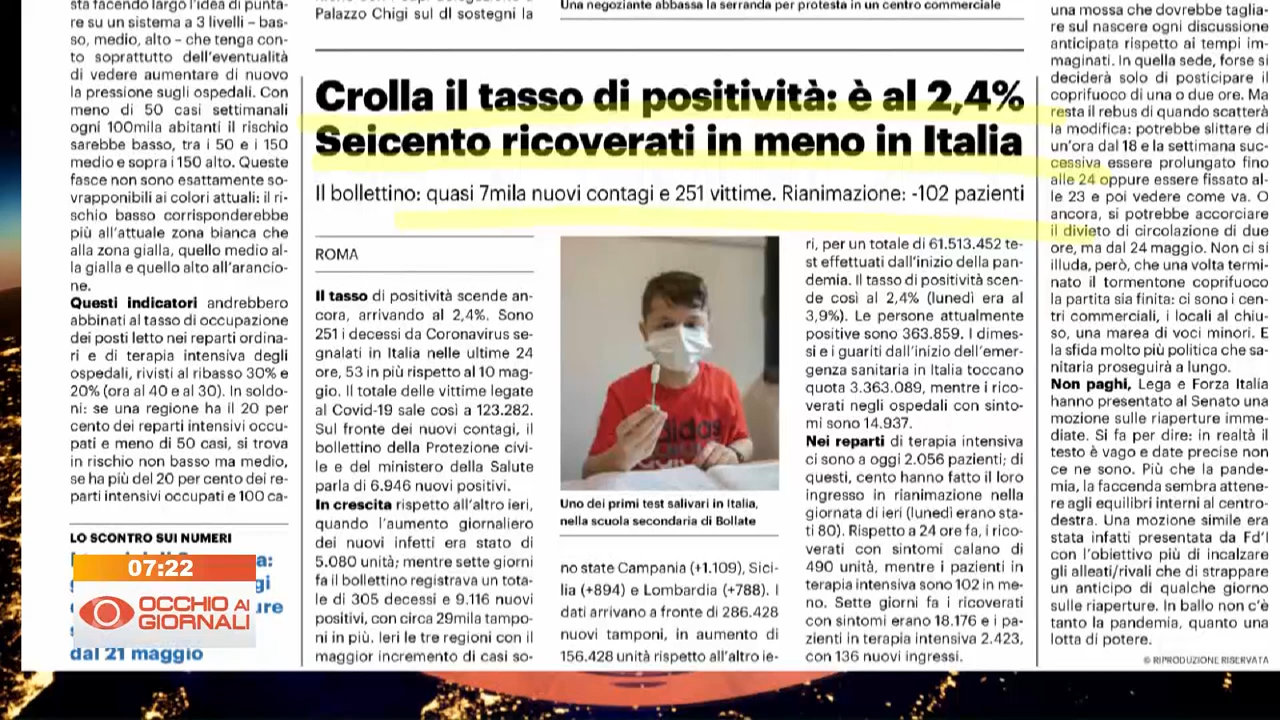 sta facendo largo l'idea di punta-
re su un sistema a 3 livelli – bas-
so, medio, alto – che tenga con-
to soprattutto dell'eventualità
di vedere aumentare di nuovo
la pressione sugli ospedali. Con
meno di 50 casi settimanali
ogni 100mila abitanti il rischio
sarebbe basso, tra i 50 e i 150
medio e sopra i 150 alto. Queste
fasce non sono esattamente so-
vrapponibili ai colori attuali: il ri-
schio basso corrisponderebbe
più all'attuale zona bianca che
alla zona gialla, quello medio al-
la gialla e quello alto all'arancio-
ne.
Questi indicatori andrebbero
abbinati al tasso di occupazione
dei posti letto nei reparti ordina-
ri e di terapia intensiva degli
ospedali, rivisti al ribasso 30% e
20% (ora al 40 e al 30). In soldo-
ni: se una regione ha il 20 per
cento dei reparti intensivi occu-
pati e meno di 50 casi, si trova
in rischio non basso ma medio,
se ha più del 20 per cento dei re-
parti intensivi occupati e 100 ca-
LO SCONTRO SUI NUMERI
dal 21 maggio
07:22
OCCHIO AI
GIORNALI
Palazzo Chigi sul dl sostegni la
Una negoziante abbassa la serranda per protesta in un centro commerciale
Crolla il tasso di positività: è al 2,4%
Seicento ricoverati in meno in Italia
Il bollettino: quasi 7mila nuovi contagi e 251 vittime. Rianimazione: -102 pazienti
ROMA
Il tasso di positività scende an-
cora, arrivando al 2,4%. Sono
251 i decessi da Coronavirus se-
gnalati in Italia nelle ultime 24
ore, 53 in più rispetto al 10 mag-
gio. Il totale delle vittime legate
al Covid-19 sale così a 123.282.
Sul fronte dei nuovi contagi, il
bollettino della Protezione civi-
le e del ministero della Salute
parla di 6.946 nuovi positivi.
In crescita rispetto all'altro ieri,
quando l'aumento giornaliero
dei nuovi infetti era stato di
5.080 unità; mentre sette giorni
fa il bollettino registrava un tota-
le di 305 decessi e 9.116 nuovi
positivi, con circa 29mila tampo-
ni in più. Ieri le tre regioni con il
maggior incremento di casi so-
adidas
Uno dei primi test salivari in Italia,
nella scuola secondaria di Bollate
no state Campania (+1.109), Sici-
lia (+894) e Lombardia (+788). I
dati arrivano a fronte di 286.428
nuovi tamponi, in aumento di
156.428 unità rispetto all'altro ie-
ri, per un totale di 61.513.452 te-
st effettuati dall'inizio della pan-
demia. Il tasso di positività scen-
de così al 2,4% (lunedì era al
3,9%). Le persone attualmente
positive sono 363.859. I dimes-
si e i guariti dall'inizio dell'emer-
genza sanitaria in Italia toccano
quota 3.363.089, mentre i rico-
verati negli ospedali con sinto-
mi sono 14.937.
Nei reparti di terapia intensiva
ci sono a oggi 2.056 pazienti; di
questi, cento hanno fatto il loro
ingresso in rianimazione nella
giornata di ieri (lunedì erano sta-
ti 80). Rispetto a 24 ore fa, i rico-
verati con sintomi calano di
490 unità, mentre i pazienti in
terapia intensiva sono 102 in me-
no. Sette giorni fa i ricoverati
con sintomi erano 18.176 e i pa-
zienti in terapia intensiva 2.423,
con 136 nuovi ingressi.
una mossa che dovrebbe taglia-
re sul nascere ogni discussione
anticipata rispetto ai tempi im-
maginati. In quella sede, forse si
deciderà solo di posticipare il
coprifuoco di una o due ore. Ma
resta il rebus di quando scatterà
la modifica: potrebbe slittare di
un'ora dal 18 e la settimana suc-
cessiva essere prolungato fino
alle 24 oppure essere fissato al-
le 23 e poi vedere come va. O
ancora, si potrebbe accorciare
il divieto di circolazione di due
ore, ma dal 24 maggio. Non ci si
illuda, però, che una volta termi-
nato il tormentone coprifuoco
la partita sia finita: ci sono i cen-
tri commerciali, i locali al chiu-
so, una marea di voci minori. E
la sfida molto più politica che sa-
nitaria proseguirà a lungo.
Non paghi, Lega e Forza Italia
hanno presentato al Senato una
mozione sulle riaperture imme-
diate. Si fa per dire: in realtà il
testo è vago e date precise non
ce ne sono. Più che la pande-
mia, la faccenda sembra attene-
re agli equilibri interni al centro-
destra. Una mozione simile era
stata infatti presentata da Fd'I
con l'obiettivo più di incalzare
gli alleati/rivali che di strappare
un anticipo di qualche giorno
sulle riaperture. In ballo non c'è
tanto la pandemia, quanto una
lotta di potere.
© RIPRODUZIONE RISERVATA